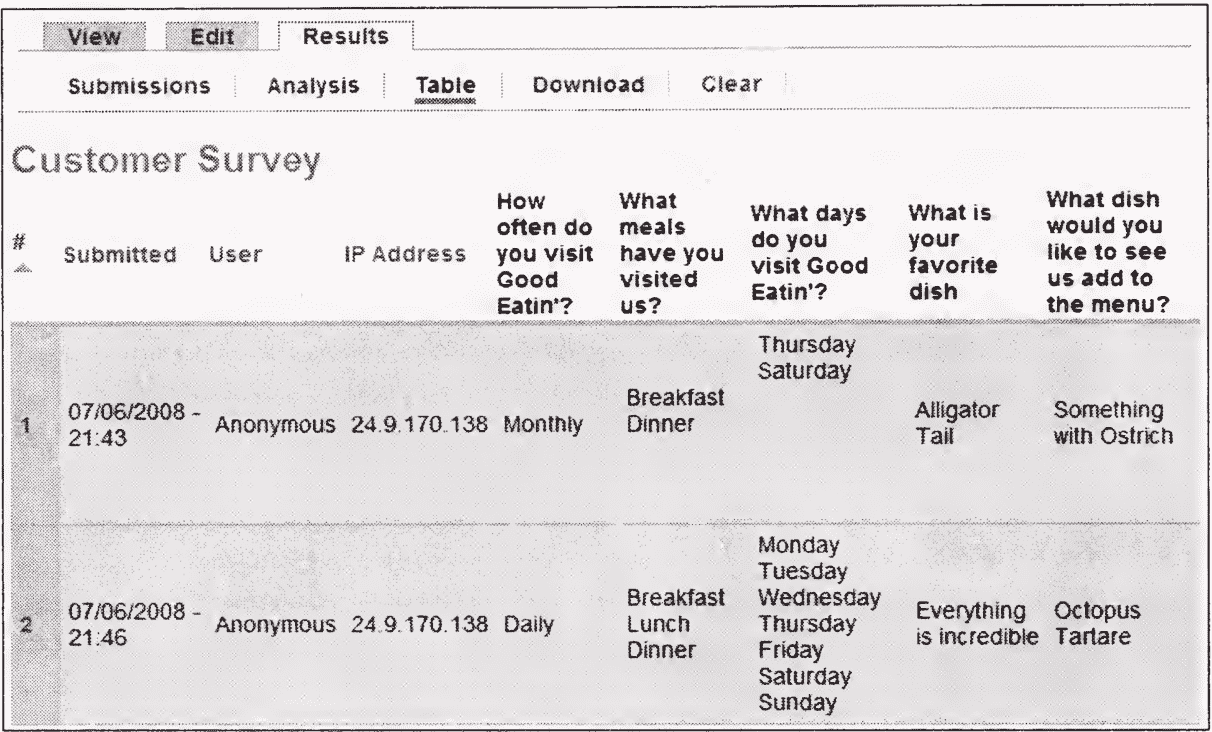 View Edit Results
Submissions Analysis Table Download Clear
Customer Survey
# Submitted User IP Address
How
often do
you visit
Good
Eatin'?
What
meals
have you
visited
us?
What days
do you
visit Good
Eatin'?
What is
your
favorite
dish
What dish
would you
like to see
us add to
the menu?
1
07/06/2008 -
21:43
Anonymous
24.9.170.138
Monthly
Breakfast
Dinner
Thursday
Saturday
Alligator
Tail
Something
with Ostrich
2
07/06/2008 -
21:46
Anonymous
24.9.170.138
Daily
Breakfast
Lunch
Dinner
Monday
Tuesday
Wednesday
Thursday
Friday
Saturday
Sunday
Everything
is incredible
Octopus
Tartare